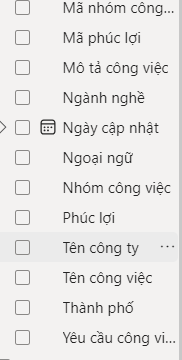 Mã nhóm công...
Mã phúc lợi
Mô tả công việc
Ngành nghề
Ngày cập nhật
Ngoại ngữ
Nhóm công việc
Phúc lợi
Tên công ty ...
Tên công việc
Thành phố
Yêu cầu công vi...